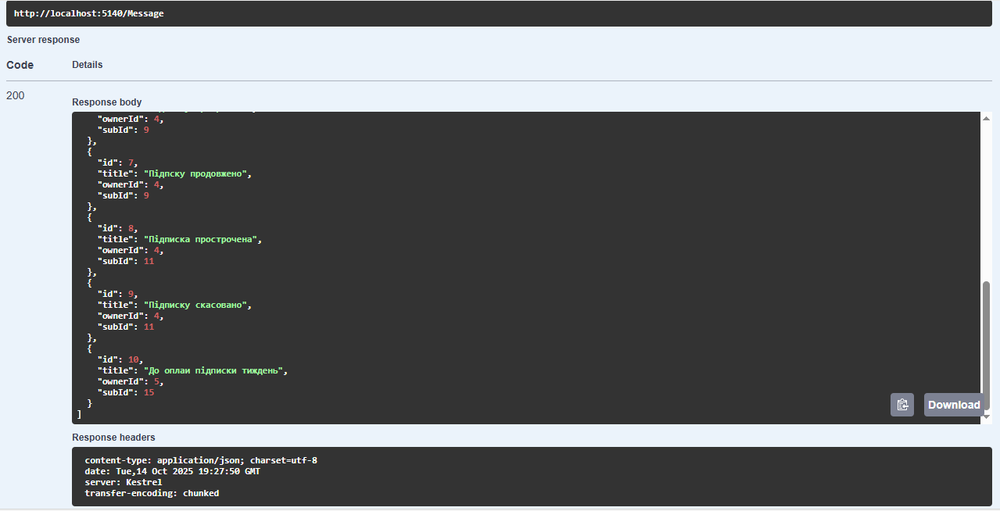 http://localhost:5140/Message
Server response
Code Details
200
Response body
"ownerId": 4,
"subId": 9
},
{
"id": 7,
"title": "Підпску продовжено",
"ownerId": 4,
"subId": 9
},
{
"id": 8,
"title": "Підписка прострочена",
"ownerId": 4,
"subId": 11
},
{
"id": 9,
"title": "Підписку скасовано",
"ownerId": 4,
"subId": 11
},
{
"id": 10,
"title": "До оплаи підписки тиждень",
"ownerId": 5,
"subId": 15
}
]
Download
Response headers
content-type: application/json; charset=utf-8
date: Tue,14 Oct 2025 19:27:50 GMT
server: Kestrel
transfer-encoding: chunked